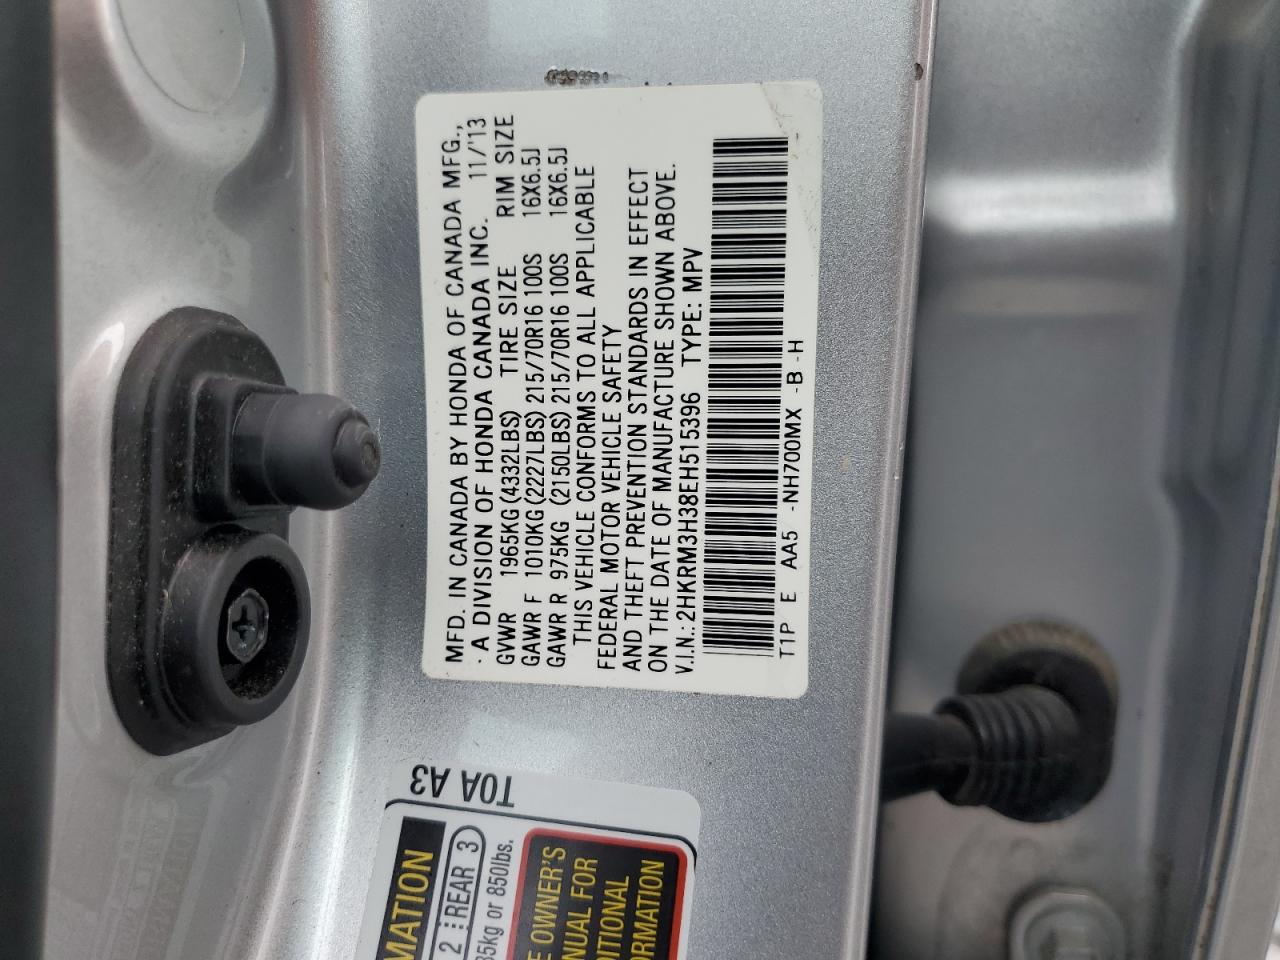 MFD. IN CANADA BY HONDA OF CANADA MFG.,
A DIVISION OF HONDA CANADA INC. 11/'13
GVWR 1965KG(4332LBS) TIRE SIZE RIM SIZE
GAWR F 1010KG(2227LBS) 215/70R16 100S 16X6.5J
GAWR R 975KG (2150LBS) 215/70R16 100S 16X6.5J
THIS VEHICLE CONFORMS TO ALL APPLICABLE
FEDERAL MOTOR VEHICLE SAFETY
AND THEFT PREVENTION STANDARDS IN EFFECT
ON THE DATE OF MANUFACTURE SHOWN ABOVE.
V.I.N.: 2HKRM3H38EH515396 TYPE: MPV
T1P E AA5 -NH700MX -B -H
T0A A3
MATION
2 REAR 3
85kg or 850lbs.
OWNER'S
FOR